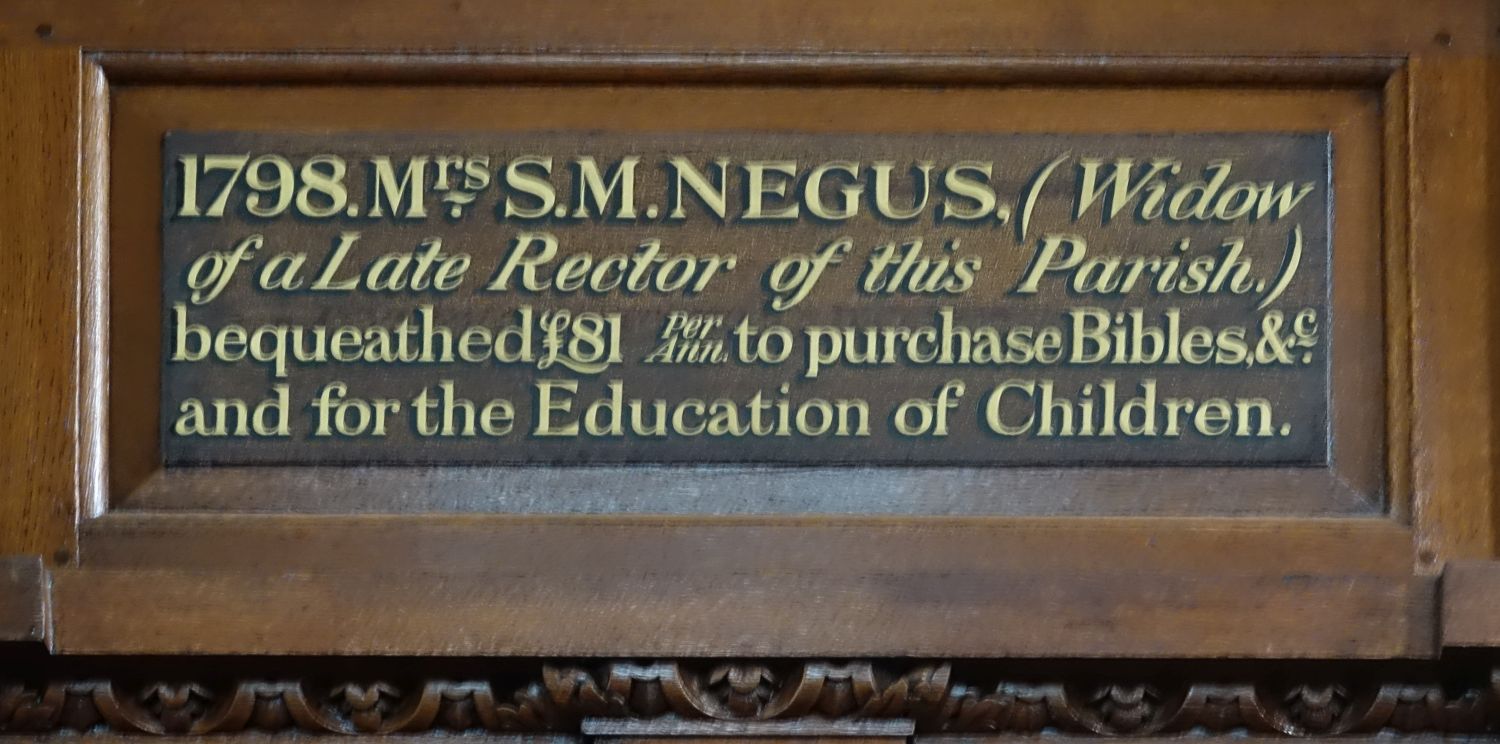 1798. Mrs S.M. NEGUS, (Widow
of a Late Rector of this Parish.)
bequeathed £81 Per Ann. to purchase Bibles, &c.
and for the Education of Children.